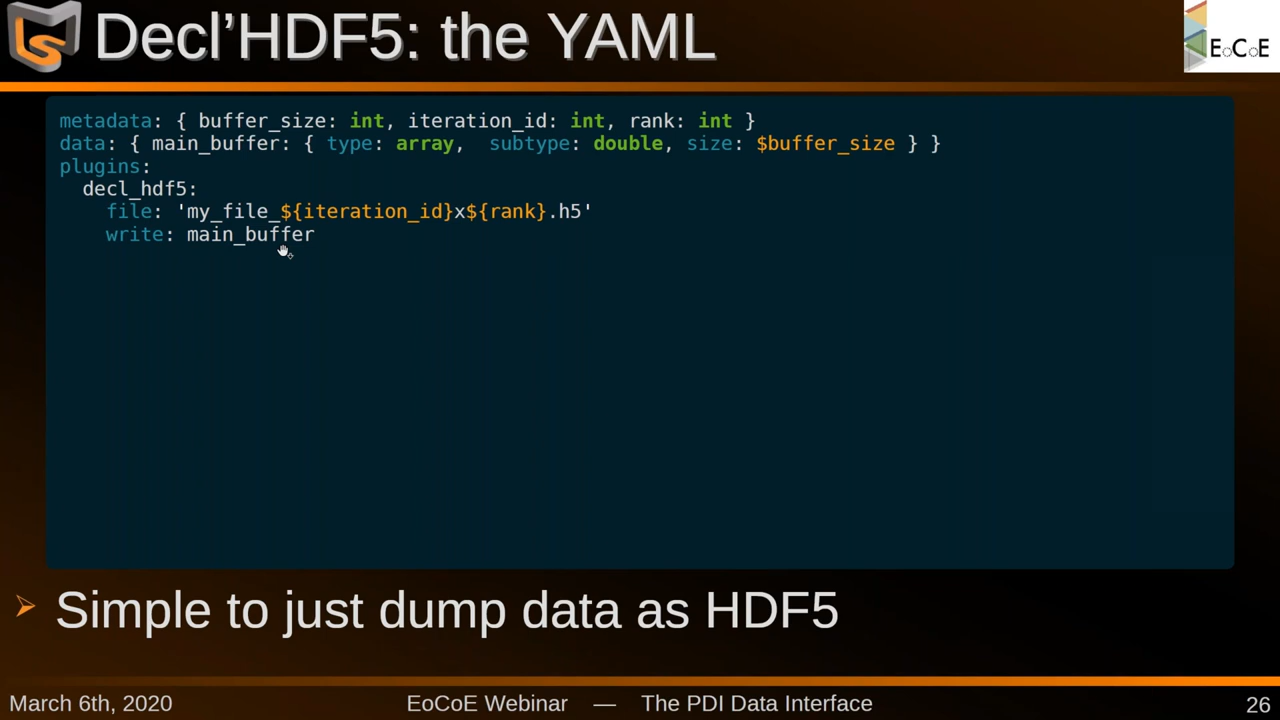 Decl’HDF5: the YAML
EoCoE
metadata: { buffer_size: int, iteration_id: int, rank: int }
data: { main_buffer: { type: array,  subtype: double, size: $buffer_size } }
plugins:
  decl_hdf5:
    file: 'my_file_${iteration_id}x${rank}.h5'
    write: main_buffer
➢ Simple to just dump data as HDF5
March 6th, 2020 EoCoE Webinar — The PDI Data Interface 26